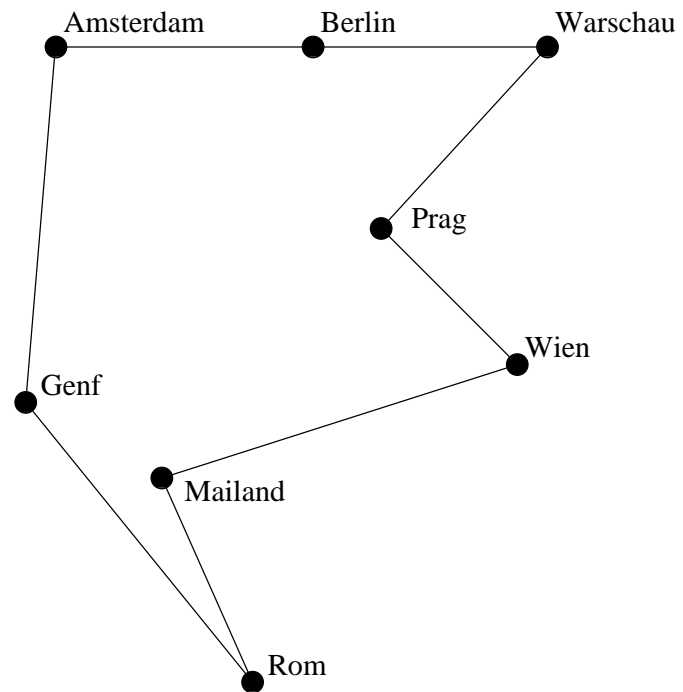 Amsterdam
Berlin
Warschau
Prag
Wien
Genf
Mailand
Rom